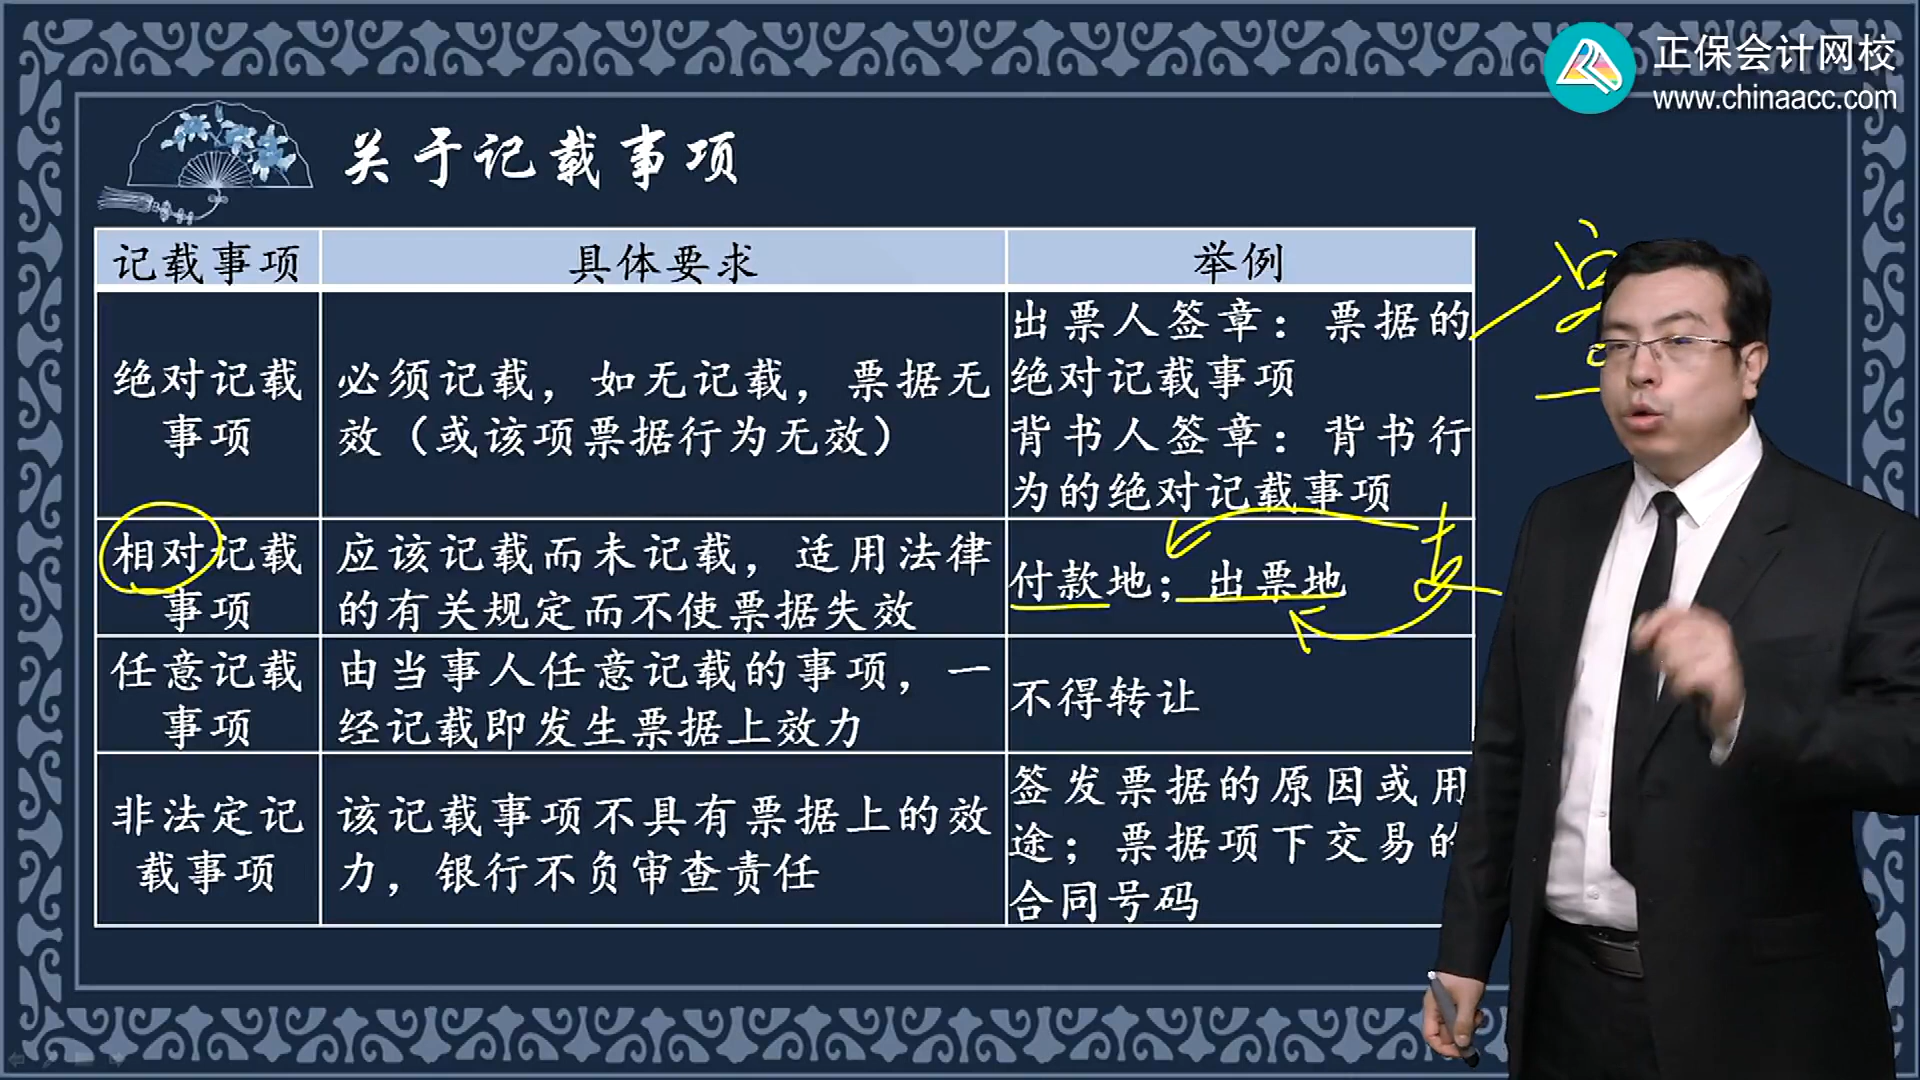 正保会计网校
www.chinaacc.com
关于记载事项
记载事项
具体要求
举例
绝对记载
事项
必须记载，如无记载，票据无
效（或该项票据行为无效）
出票人签章：票据的
绝对记载事项
背书人签章：背书行
为的绝对记载事项
相对记载
事项
应该记载而未记载，适用法律
的有关规定而不使票据失效
付款地；出票地
任意记载
事项
由当事人任意记载的事项，一
经记载即发生票据上效力
不得转让
非法定记
载事项
该记载事项不具有票据上的效
力，银行不负审查责任
签发票据的原因或用
途；票据项下交易的
合同号码